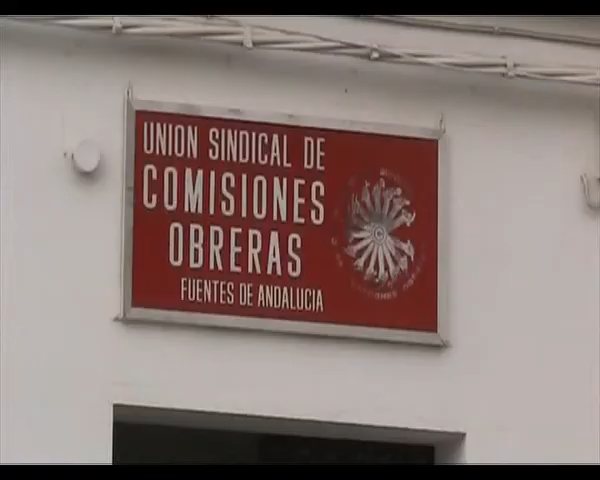 UNION SINDICAL DE
COMISIONES
OBRERAS
FUENTES DE ANDALUCIA